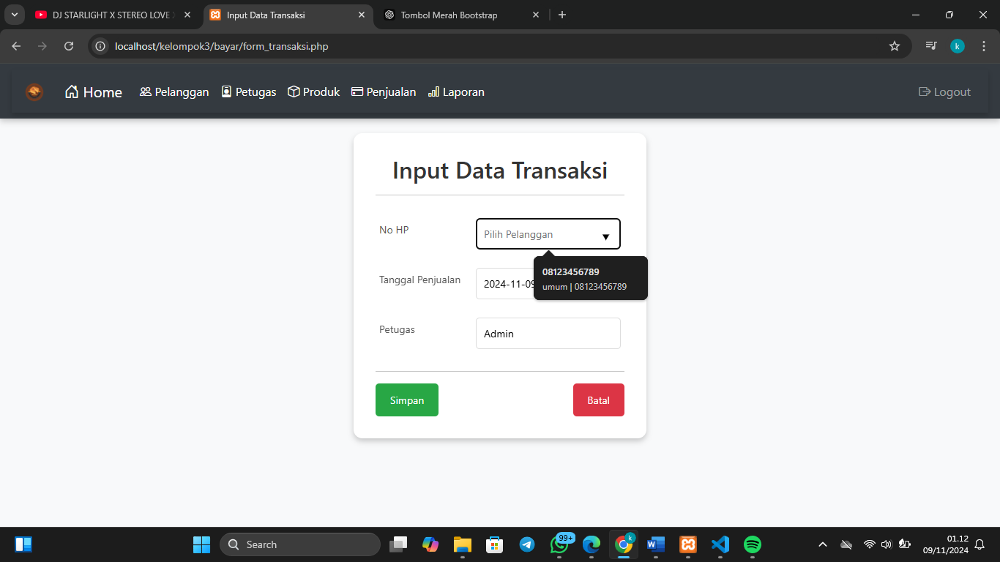 DJ STARLIGHT X STEREO LOVE
Input Data Transaksi
Tombol Merah Bootstrap
localhost/kelompok3/bayar/form_transaksi.php
k
Home
Pelanggan
Petugas
Produk
Penjualan
Laporan
Logout
Input Data Transaksi
No HP
Pilih Pelanggan
08123456789
umum | 08123456789
Tanggal Penjualan
2024-11-09
Petugas
Admin
Simpan
Batal
Search
99+
k
01.12
09/11/2024